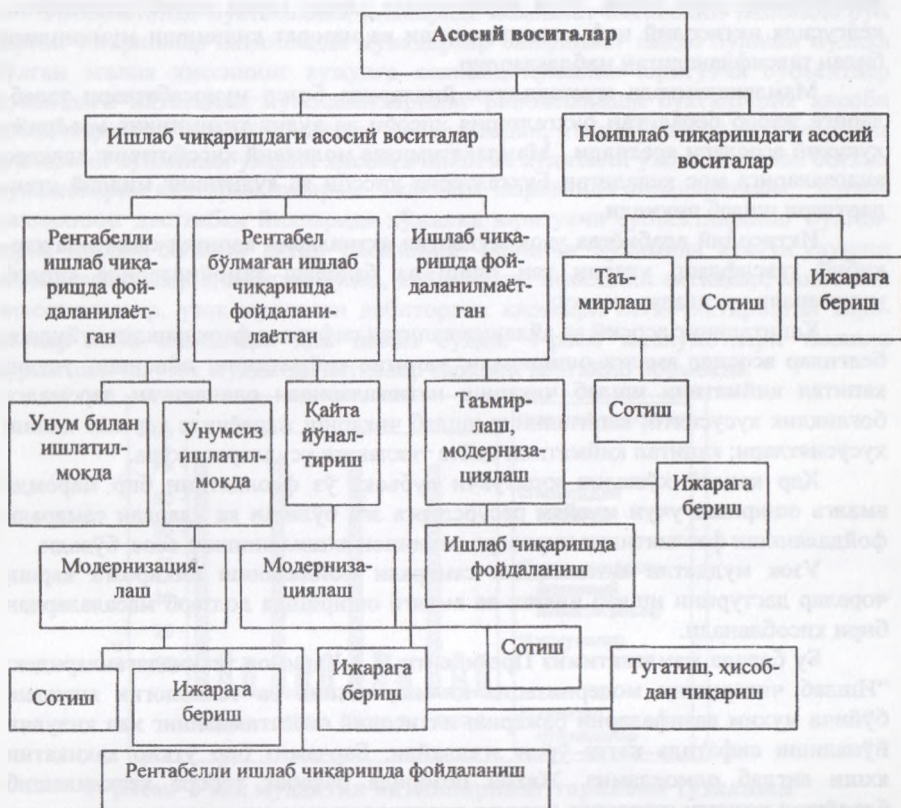 Асосий воситалар
Ишлаб чиқаришдаги асосий воситалар
Ноишлаб чиқаришдаги асосий
воситалар
Рентабелли
ишлаб чиқа-
ришда фой-
даланилаёт-
ган
Рентабел
бўлмаган ишлаб
чиқаришда
фойдалани-
лаётган
Ишлаб чиқа-
ришда фой-
даланилмаёт-
ган
Таъ-
мирлаш
Сотиш
Ижарага
бериш
Унум билан
ишлатил-
моқда
Унумсиз
ишлатил-
моқда
Қайта
йўнал-
тириш
Таъмир-
лаш,
модерниза-
циялаш
Сотиш
Ижарага
бериш
Модернизация-
лаш
Модерниза-
циялаш
Ишлаб чиқаришда
фойдаланиш
Сотиш
Ижарага
бериш
Ижарага
бериш
Сотиш
Тугатиш, ҳисоб-
дан чиқариш
Рентабелли ишлаб чиқаришда фойдаланиш